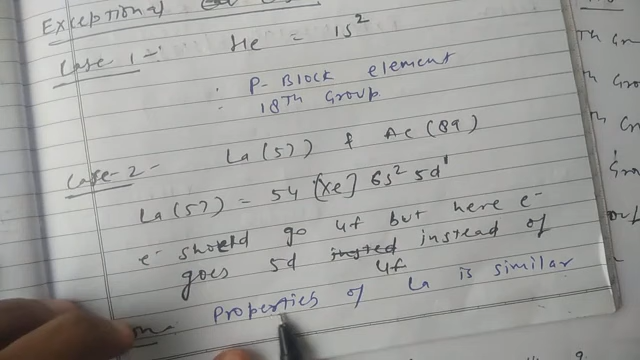 Exceptional
Case 1 :- He = 1s²
: P-Block element
: 18th Group
Case-2 - La (57) & Ac (89)
La (57) = 54 [Xe] 6s² 5d¹
e⁻ should go 4f but here e⁻
goes 5d insted instead of
4f
Properties of La is similar